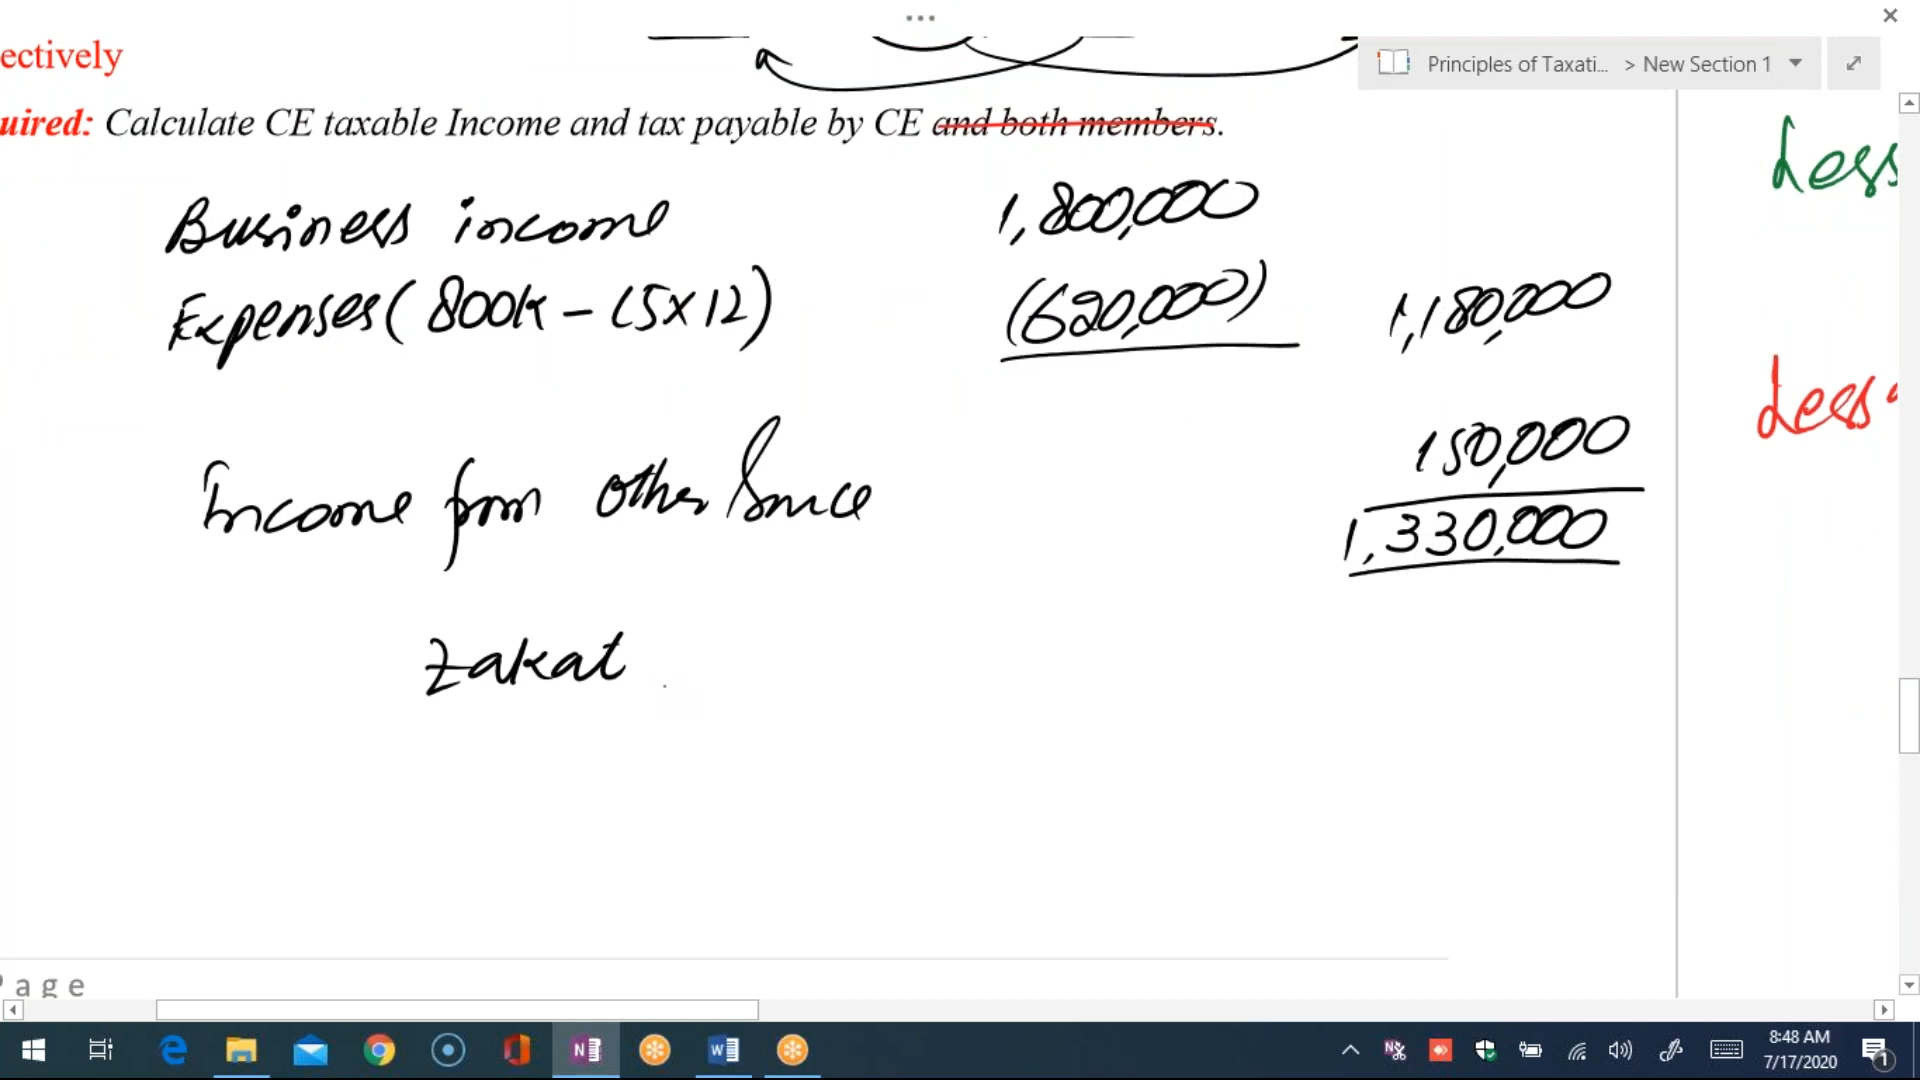 ectively
Principles of Taxati... > New Section 1
uired: Calculate CE taxable Income and tax payable by CE and both members.
Less
Business income 1,800,000
Expenses (800k - 15x12) (620,000) 1,180,000
Less
150,000
Income from Other Source
1,330,000
Zakat
age
8:48 AM
7/17/2020
1